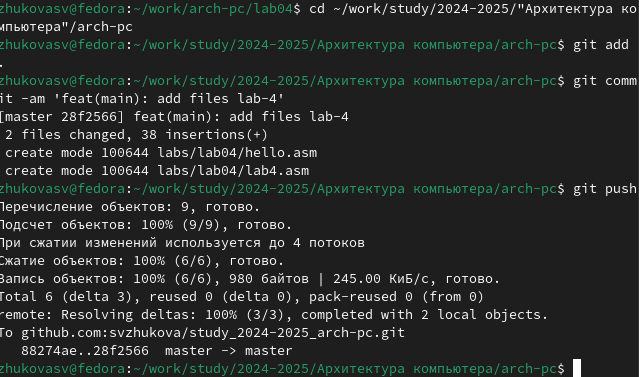 zhukovasv@fedora:~/work/arch-pc/lab04$ cd ~/work/study/2024-2025/"Архитектура ко
мпьютера"/arch-pc
zhukovasv@fedora:~/work/study/2024-2025/Архитектура компьютера/arch-pc$ git add
.
zhukovasv@fedora:~/work/study/2024-2025/Архитектура компьютера/arch-pc$ git comm
it -am 'feat(main): add files lab-4'
[master 28f2566] feat(main): add files lab-4
 2 files changed, 38 insertions(+)
 create mode 100644 labs/lab04/hello.asm
 create mode 100644 labs/lab04/lab4.asm
zhukovasv@fedora:~/work/study/2024-2025/Архитектура компьютера/arch-pc$ git push
Перечисление объектов: 9, готово.
Подсчет объектов: 100% (9/9), готово.
При сжатии изменений используется до 4 потоков
Сжатие объектов: 100% (6/6), готово.
Запись объектов: 100% (6/6), 980 байтов | 245.00 КиБ/с, готово.
Total 6 (delta 3), reused 0 (delta 0), pack-reused 0 (from 0)
remote: Resolving deltas: 100% (3/3), completed with 2 local objects.
To github.com:svzhukova/study_2024-2025_arch-pc.git
   88274ae..28f2566  master -> master
zhukovasv@fedora:~/work/study/2024-2025/Архитектура компьютера/arch-pc$